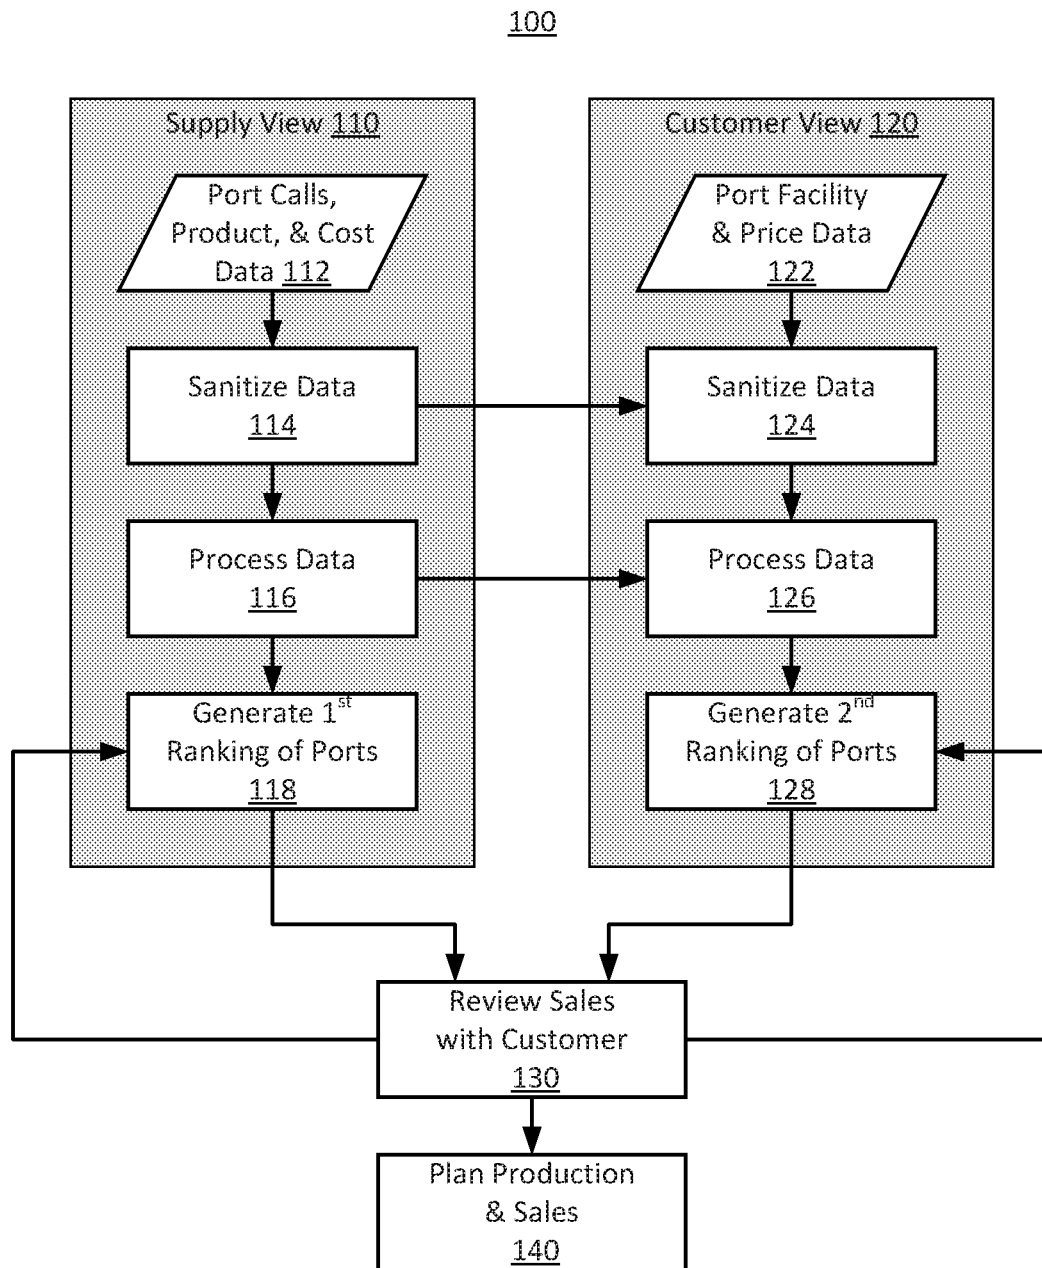 100
Supply View 110
Port Calls,
Product, & Cost
Data 112
Sanitize Data
114
Process Data
116
Generate 1st
Ranking of Ports
118
Customer View 120
Port Facility
& Price Data
122
Sanitize Data
124
Process Data
126
Generate 2nd
Ranking of Ports
128
Review Sales
with Customer
130
Plan Production
& Sales
140